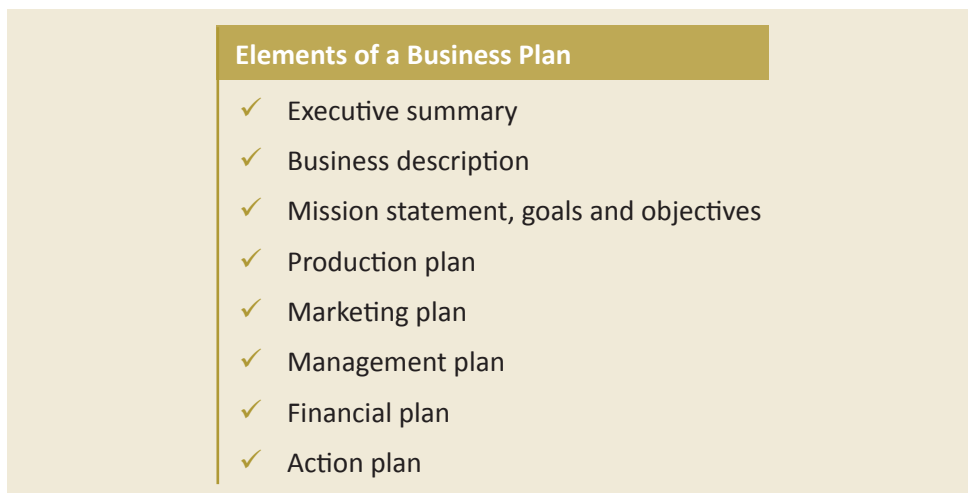 Elements of a Business Plan
✓ Executive summary
✓ Business description
✓ Mission statement, goals and objectives
✓ Production plan
✓ Marketing plan
✓ Management plan
✓ Financial plan
✓ Action plan